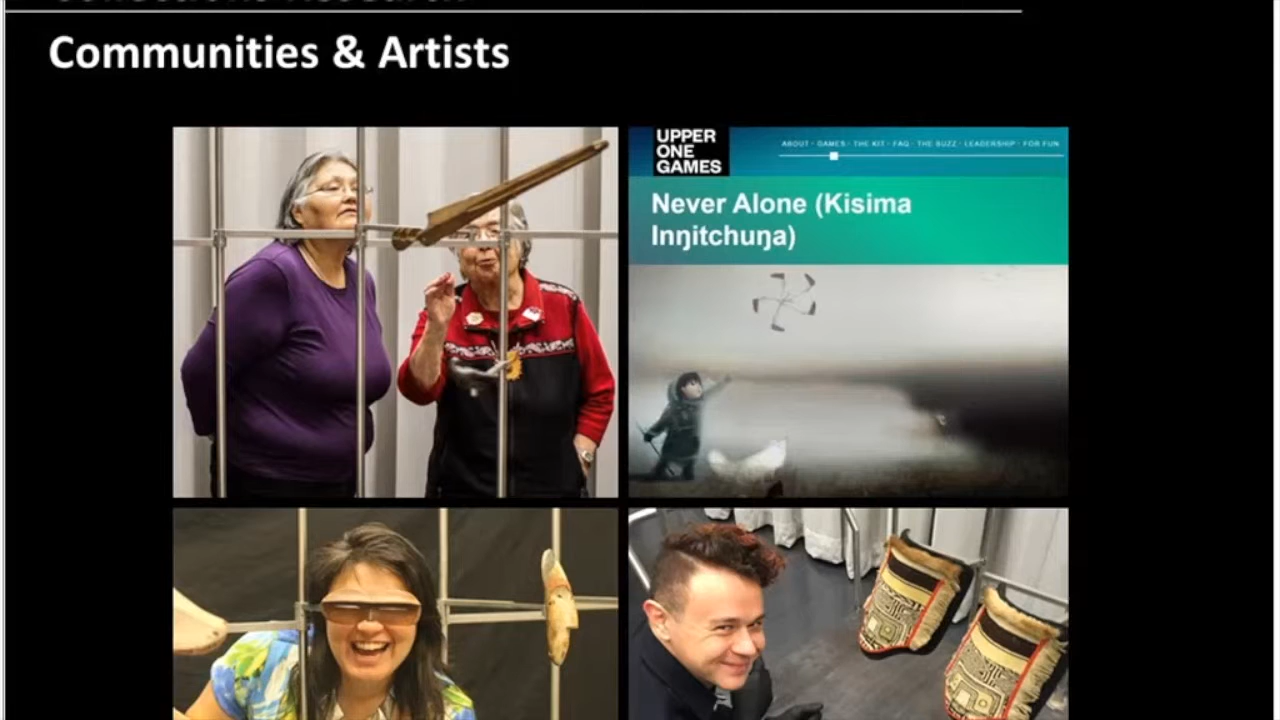 Communities & Artists
UPPER
ONE
GAMES
ABOUT · GAMES · THE KIT · FAQ · THE BUZZ · LEADERSHIP · FOR FUN
Never Alone (Kisima
Inŋitchuŋa)